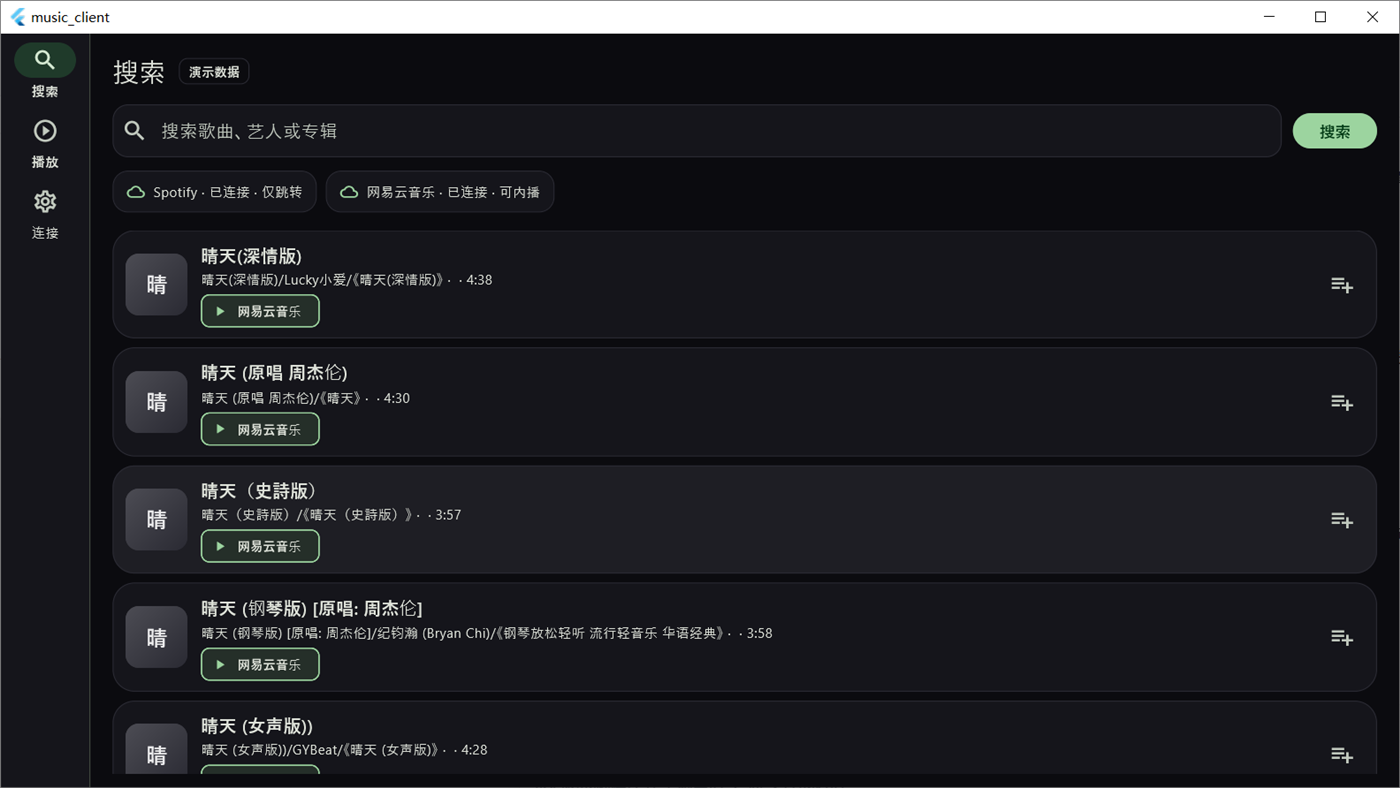 music_client
搜索
播放
连接
搜索 演示数据
搜索歌曲、艺人或专辑 搜索
Spotify · 已连接 · 仅跳转 网易云音乐 · 已连接 · 可内播
晴
晴天(深情版)
晴天(深情版)/Lucky小爱/《晴天(深情版)》 · · 4:38
网易云音乐
晴
晴天 (原唱 周杰伦)
晴天 (原唱 周杰伦)/《晴天》 · · 4:30
网易云音乐
晴
晴天（史詩版）
晴天（史詩版）/《晴天（史詩版）》 · · 3:57
网易云音乐
晴
晴天 (钢琴版) [原唱: 周杰伦]
晴天 (钢琴版) [原唱: 周杰伦]/纪钧瀚 (Bryan Chi)/《钢琴放松轻听 流行轻音乐 华语经典》 · · 3:58
网易云音乐
晴
晴天 (女声版))
晴天 (女声版))/GYBeat/《晴天 (女声版)》 · · 4:28